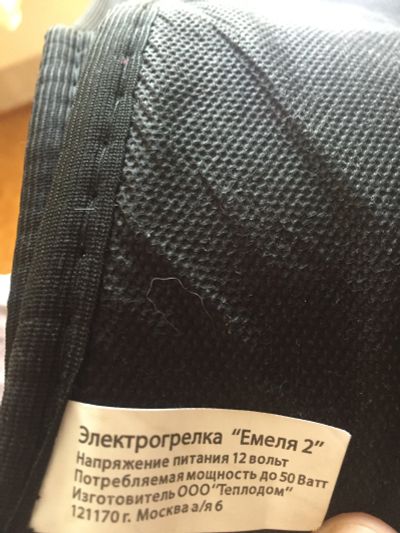 Электрогрелка "Емеля 2"
Напряжение питания 12 вольт
Потребляемая мощность до 50 Ватт
Изготовитель ООО"Теплодом"
121170 г. Москва а/я 6